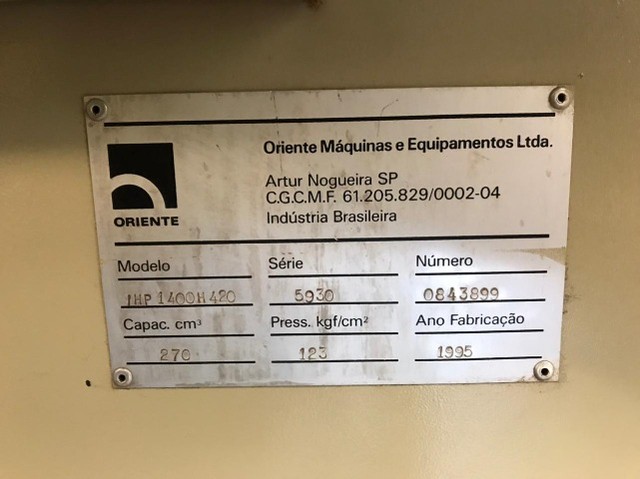 Oriente Máquinas e Equipamentos Ltda.
Artur Nogueira SP
C.G.C.M.F. 61.205.829/0002-04
Indústria Brasileira
ORIENTE
Modelo Série Número
IHP 1400H420 5930 0843899
Capac. cm³ Press. kgf/cm² Ano Fabricação
276 123 1995